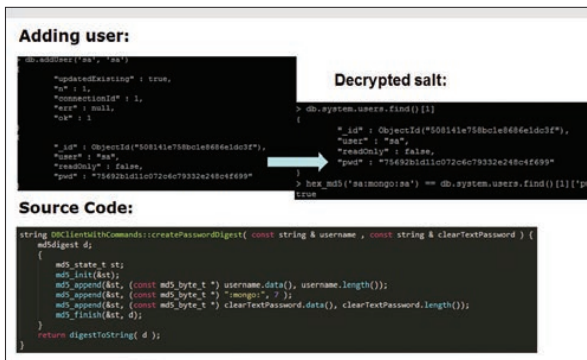 Adding user:
> db.addUser('sa', 'sa')
{
"updatedExisting" : true,
"n" : 1,
"connectionId" : 1,
"err" : null,
"ok" : 1
}
{
"_id" : ObjectId("508141e758bc1e8686e1dc3f"),
"user" : "sa",
"readOnly" : false,
"pwd" : "75692b1d11c072c6c79332e248c4f699"
}
Decrypted salt:
> db.system.users.find()[1]
{
"_id" : ObjectId("508141e758bc1e8686e1dc3f"),
"user" : "sa",
"readOnly" : false,
"pwd" : "75692b1d11c072c6c79332e248c4f699"
}
> hex_md5('sa:mongo:sa') == db.system.users.find()[1]['p
true
Source Code:
string DBClientWithCommands::createPasswordDigest( const string & username , const string & clearTextPassword ) {
md5digest d;
{
md5_state_t st;
md5_init(&st);
md5_append(&st, (const md5_byte_t *) username.data(), username.length());
md5_append(&st, (const md5_byte_t *) ":mongo:", 7 );
md5_append(&st, (const md5_byte_t *) clearTextPassword.data(), clearTextPassword.length());
md5_finish(&st, d);
}
return digestToString( d );
}